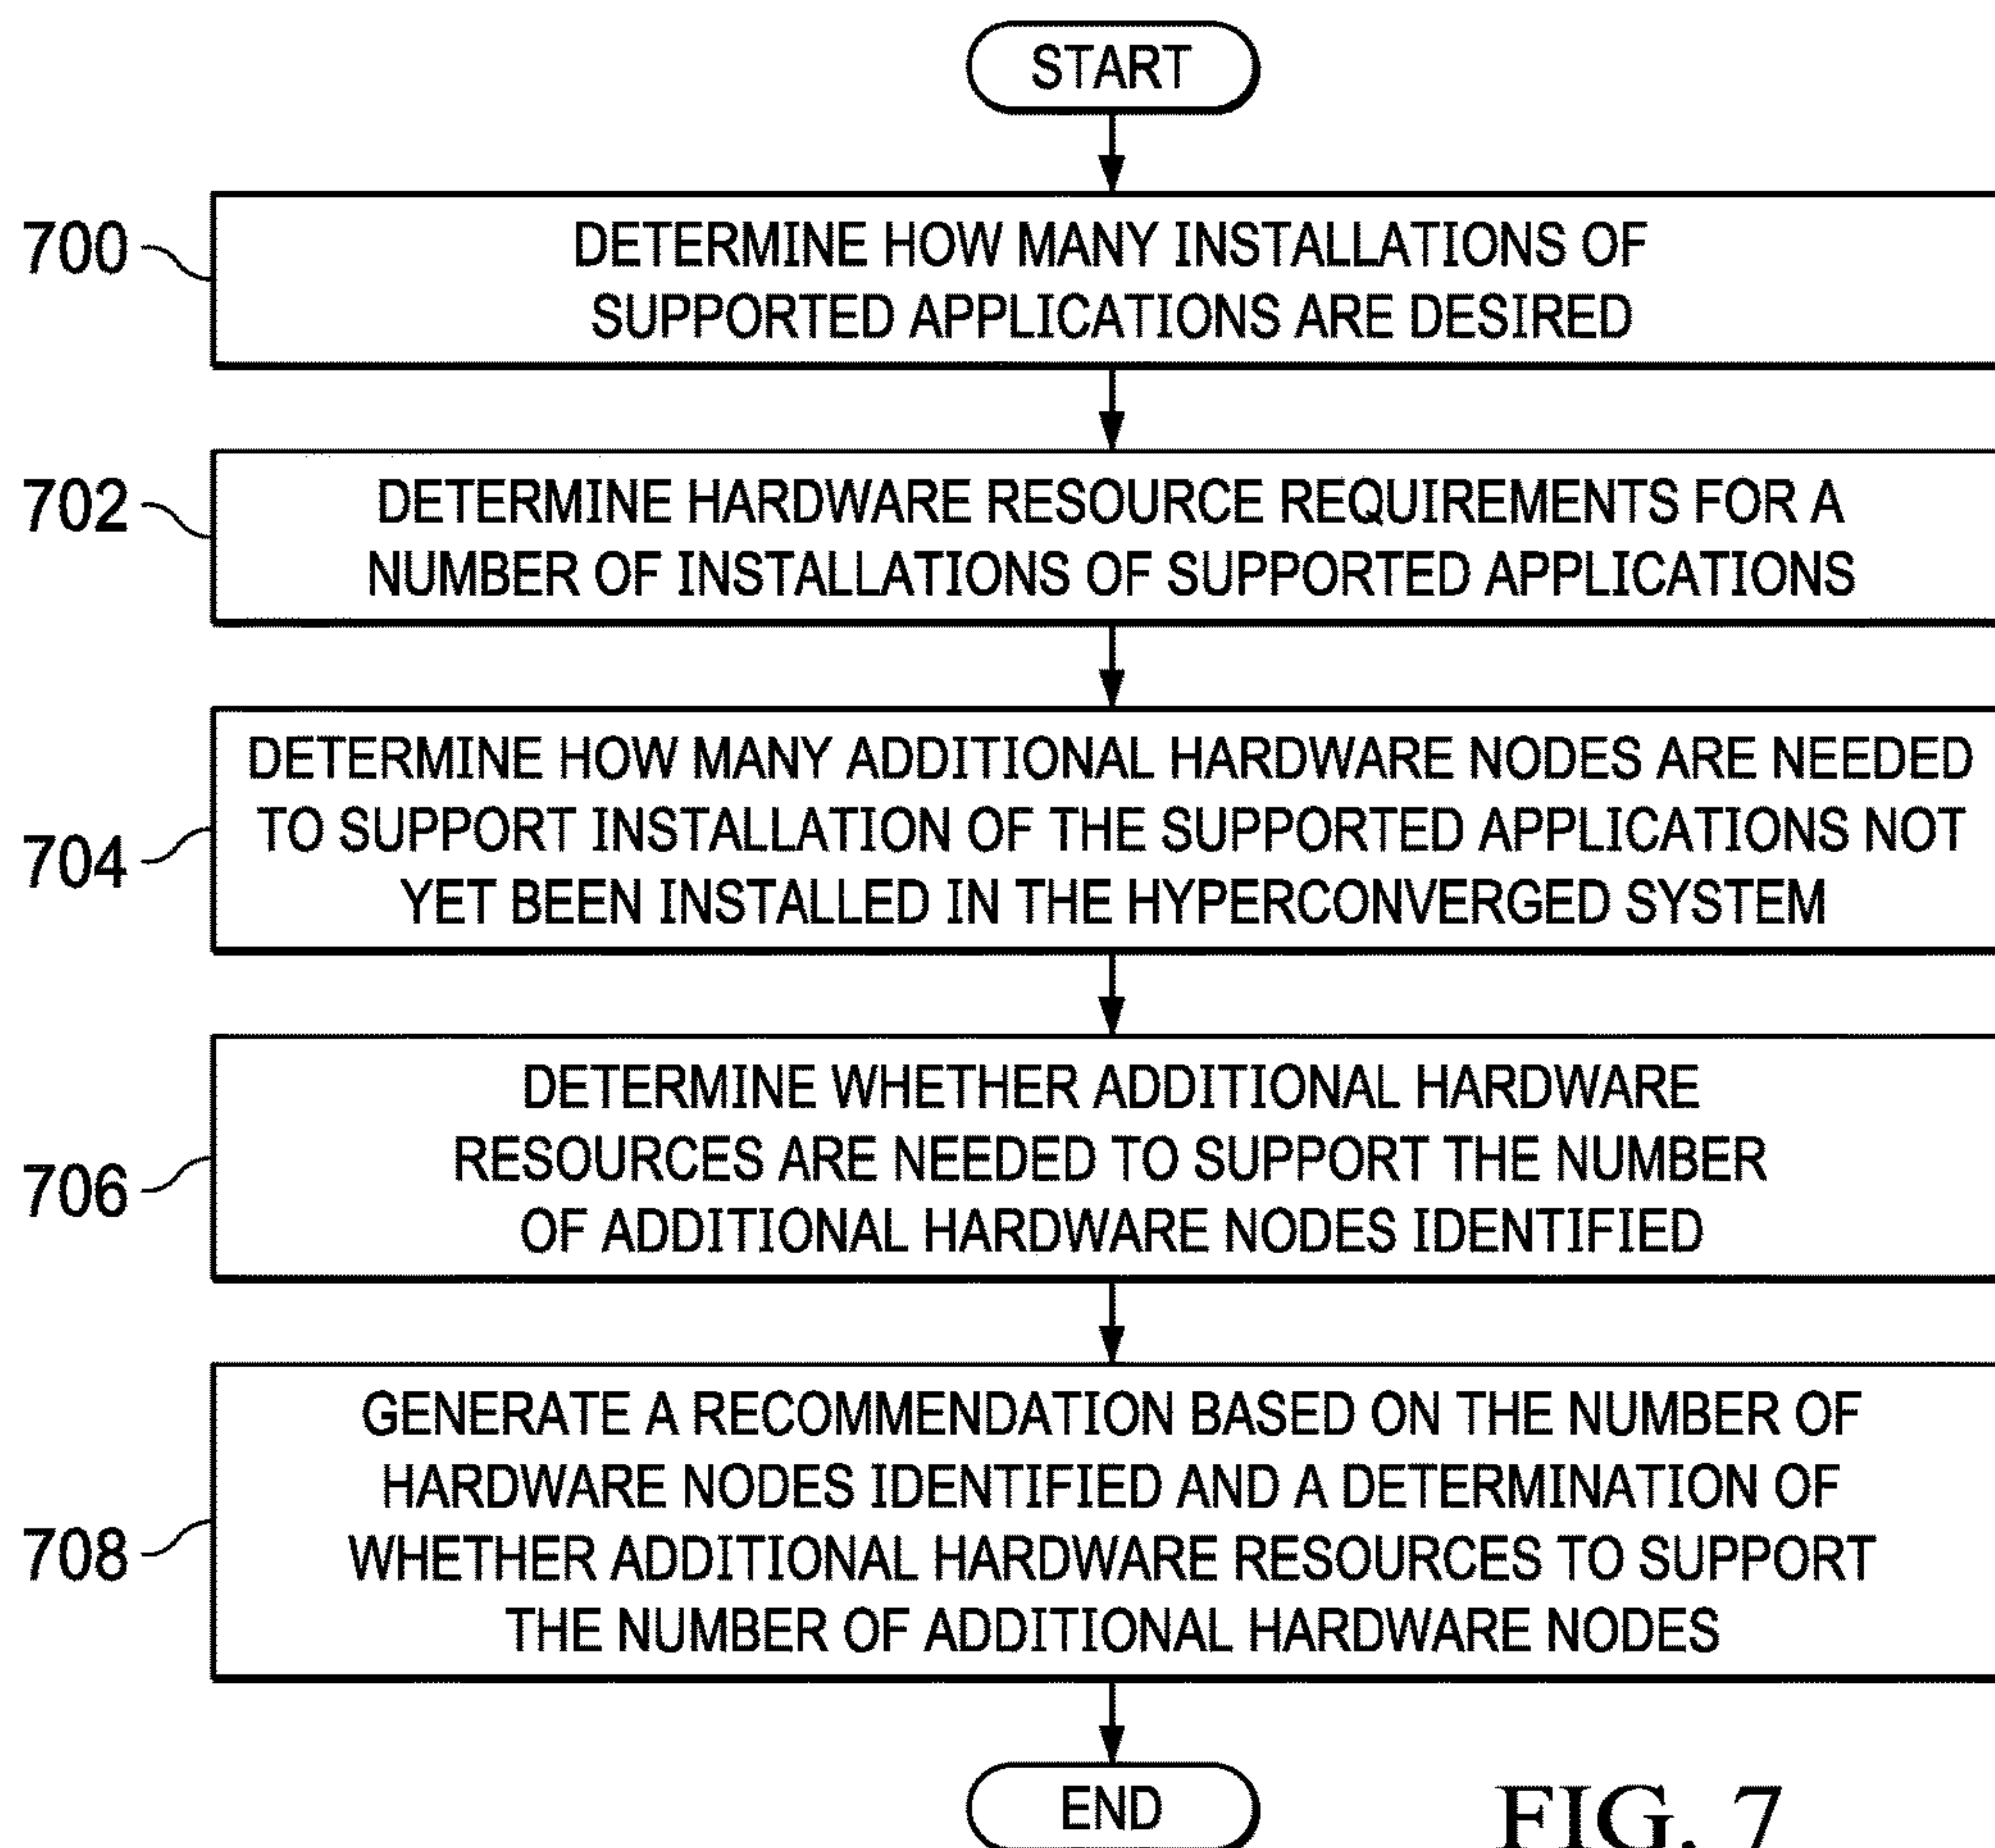 START
700
DETERMINE HOW MANY INSTALLATIONS OF
SUPPORTED APPLICATIONS ARE DESIRED
702
DETERMINE HARDWARE RESOURCE REQUIREMENTS FOR A
NUMBER OF INSTALLATIONS OF SUPPORTED APPLICATIONS
704
DETERMINE HOW MANY ADDITIONAL HARDWARE NODES ARE NEEDED
TO SUPPORT INSTALLATION OF THE SUPPORTED APPLICATIONS NOT
YET BEEN INSTALLED IN THE HYPERCONVERGED SYSTEM
706
DETERMINE WHETHER ADDITIONAL HARDWARE
RESOURCES ARE NEEDED TO SUPPORT THE NUMBER
OF ADDITIONAL HARDWARE NODES IDENTIFIED
708
GENERATE A RECOMMENDATION BASED ON THE NUMBER OF
HARDWARE NODES IDENTIFIED AND A DETERMINATION OF
WHETHER ADDITIONAL HARDWARE RESOURCES TO SUPPORT
THE NUMBER OF ADDITIONAL HARDWARE NODES
END
FIG. 7